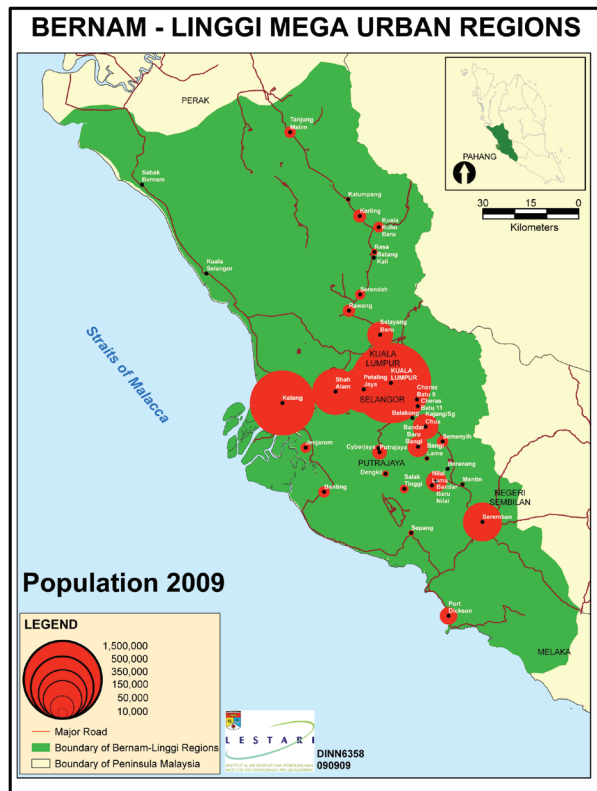 BERNAM - LINGGI MEGA URBAN REGIONS
PERAK
Tanjung
Malim
PAHANG
30 15 0
Kilometers
Sabak
Bernam
Kalumpang
Kerling
Kuala
Kubu
Baru
Rasa
Batang
Kali
Kuala
Selangor
Serendah
Rawang
Selayang
Baru
Straits of Malacca
KUALA
LUMPUR
KUALA
LUMPUR
Shah
Alam
Petaling
Jaya
Kelang
SELANGOR
Cheras
Batu 9
Cheras
Batu 11
Balakong
Kajang/Sg
Chua
Bandar
Baru
Bangi
Bangi
Lama
Semenyih
Jenjarom
Cyberjaya
Putrajaya
PUTRAJAYA
Beranang
Dengkil
Salak
Tinggi
Nilai
Lama
Bandar
Baru
Nilai
Mantin
Banting
NEGERI
SEMBILAN
Seremban
Sepang
Port
Dickson
MELAKA
Population 2009
LEGEND
1,500,000
500,000
350,000
150,000
50,000
10,000
Major Road
Boundary of Bernam-Linggi Regions
Boundary of Peninsula Malaysia
LESTARI
INSTITUTE FOR ENVIRONMENT AND DEVELOPMENT
DINN6358
090909